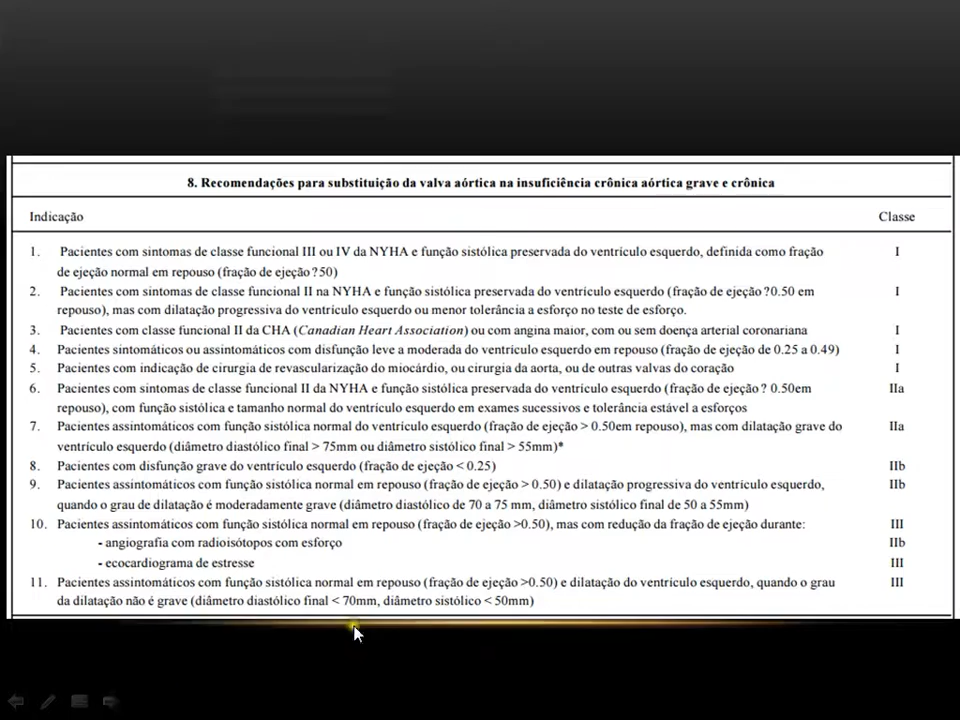 8. Recomendações para substituição da valva aórtica na insuficiência crônica aórtica grave e crônica
Indicação Classe
1. Pacientes com sintomas de classe funcional III ou IV da NYHA e função sistólica preservada do ventrículo esquerdo, definida como fração I
de ejeção normal em repouso (fração de ejeção?50)
2. Pacientes com sintomas de classe funcional II na NYHA e função sistólica preservada do ventrículo esquerdo (fração de ejeção?0.50 em I
repouso), mas com dilatação progressiva do ventrículo esquerdo ou menor tolerância a esforço no teste de esforço.
3. Pacientes com classe funcional II da CHA (Canadian Heart Association) ou com angina maior, com ou sem doença arterial coronariana I
4. Pacientes sintomáticos ou assintomáticos com disfunção leve a moderada do ventrículo esquerdo em repouso (fração de ejeção de 0.25 a 0.49) I
5. Pacientes com indicação de cirurgia de revascularização do miocárdio, ou cirurgia da aorta, ou de outras valvas do coração I
6. Pacientes com sintomas de classe funcional II da NYHA e função sistólica preservada do ventrículo esquerdo (fração de ejeção ? 0.50em IIa
repouso), com função sistólica e tamanho normal do ventrículo esquerdo em exames sucessivos e tolerância estável a esforços
7. Pacientes assintomáticos com função sistólica normal do ventrículo esquerdo (fração de ejeção > 0.50em repouso), mas com dilatação grave do IIa
ventrículo esquerdo (diâmetro diastólico final > 75mm ou diâmetro sistólico final > 55mm)*
8. Pacientes com disfunção grave do ventrículo esquerdo (fração de ejeção < 0.25) IIb
9. Pacientes assintomáticos com função sistólica normal em repouso (fração de ejeção > 0.50) e dilatação progressiva do ventrículo esquerdo, IIb
quando o grau de dilatação é moderadamente grave (diâmetro diastólico de 70 a 75 mm, diâmetro sistólico final de 50 a 55mm)
10. Pacientes assintomáticos com função sistólica normal em repouso (fração de ejeção >0.50), mas com redução da fração de ejeção durante: III
- angiografia com radioisótopos com esforço IIb
- ecocardiograma de estresse III
11. Pacientes assintomáticos com função sistólica normal em repouso (fração de ejeção >0.50) e dilatação do ventrículo esquerdo, quando o grau III
da dilatação não é grave (diâmetro diastólico final < 70mm, diâmetro sistólico < 50mm)